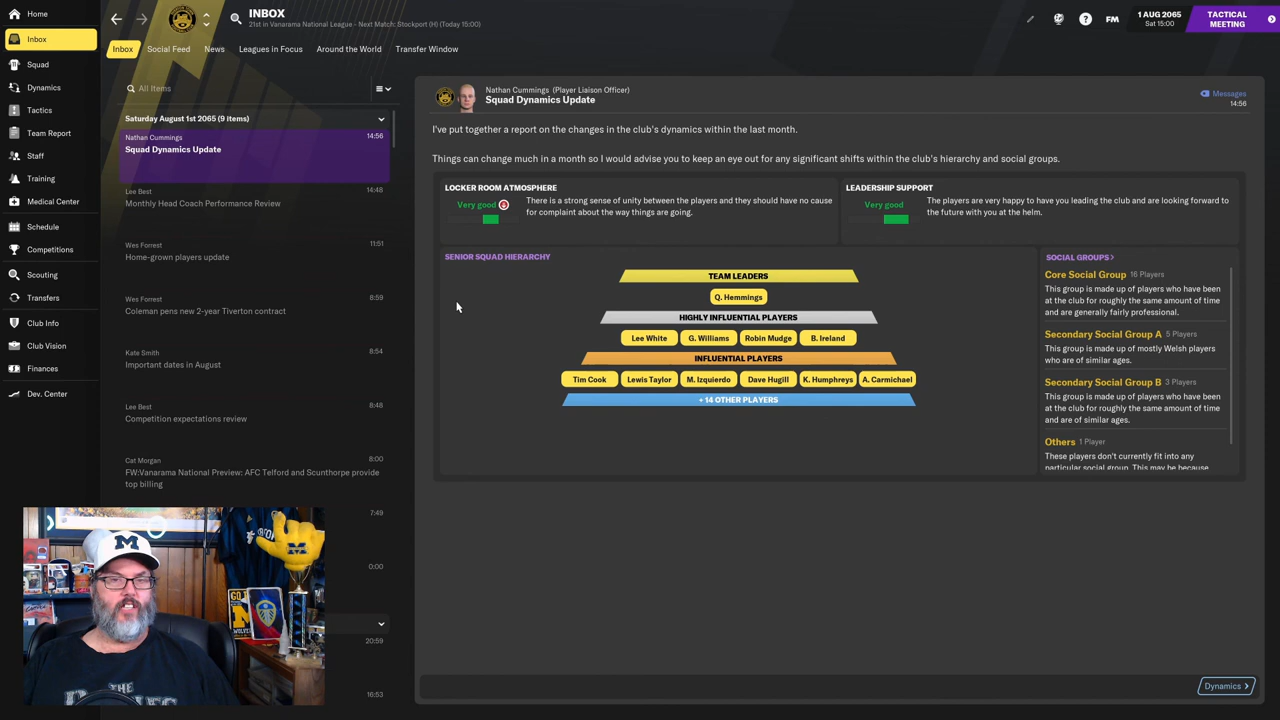 INBOX
21st in Vanarama National League - Next Match: Stockport (H) (Today 15:00)
FM
1 AUG 2065
Sat 15:00
TACTICAL
MEETING
Home
Inbox
Squad
Dynamics
Tactics
Team Report
Staff
Training
Medical Center
Schedule
Competitions
Scouting
Transfers
Club Info
Club Vision
Finances
Dev. Center
Inbox
Social Feed
News
Leagues in Focus
Around the World
Transfer Window
All Items
Saturday August 1st 2065 (9 items)
Nathan Cummings
14:56
Squad Dynamics Update
Lee Best
14:48
Monthly Head Coach Performance Review
Wes Forrest
11:51
Home-grown players update
Wes Forrest
8:59
Coleman pens new 2-year Tiverton contract
Kate Smith
8:54
Important dates in August
Lee Best
8:48
Competition expectations review
Cat Morgan
8:00
FW:Vanarama National Preview: AFC Telford and Scunthorpe provide
top billing
7:49
0:00
20:59
16:53
Nathan Cummings (Player Liaison Officer)
Squad Dynamics Update
Messages
14:56
I've put together a report on the changes in the club's dynamics within the last month.
Things can change much in a month so I would advise you to keep an eye out for any significant shifts within the club's hierarchy and social groups.
LOCKER ROOM ATMOSPHERE
Very good
There is a strong sense of unity between the players and they should have no cause
for complaint about the way things are going.
LEADERSHIP SUPPORT
Very good
The players are very happy to have you leading the club and are looking forward to
the future with you at the helm.
SENIOR SQUAD HIERARCHY
TEAM LEADERS
Q. Hemmings
HIGHLY INFLUENTIAL PLAYERS
Lee White
G. Williams
Robin Mudge
B. Ireland
INFLUENTIAL PLAYERS
Tim Cook
Lewis Taylor
M. Izquierdo
Dave Hugill
K. Humphreys
A. Carmichael
+ 14 OTHER PLAYERS
SOCIAL GROUPS >
Core Social Group 16 Players
This group is made up of players who have been
at the club for roughly the same amount of time
and are generally fairly professional.
Secondary Social Group A 5 Players
This group is made up of mostly Welsh players
who are of similar ages.
Secondary Social Group B 3 Players
This group is made up of players who have been
at the club for roughly the same amount of time
and are of similar ages.
Others 1 Player
These players don't currently fit into any
particular social group. This may be because
Dynamics >
M
M
GO
THE